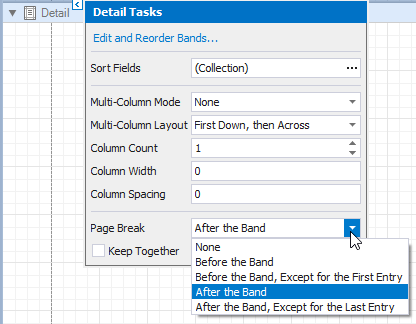 Detail
Detail Tasks
Edit and Reorder Bands...
Sort Fields (Collection) ...
Multi-Column Mode None
Multi-Column Layout First Down, then Across
Column Count 1
Column Width 0
Column Spacing 0
Page Break After the Band
Keep Together
None
Before the Band
Before the Band, Except for the First Entry
After the Band
After the Band, Except for the Last Entry